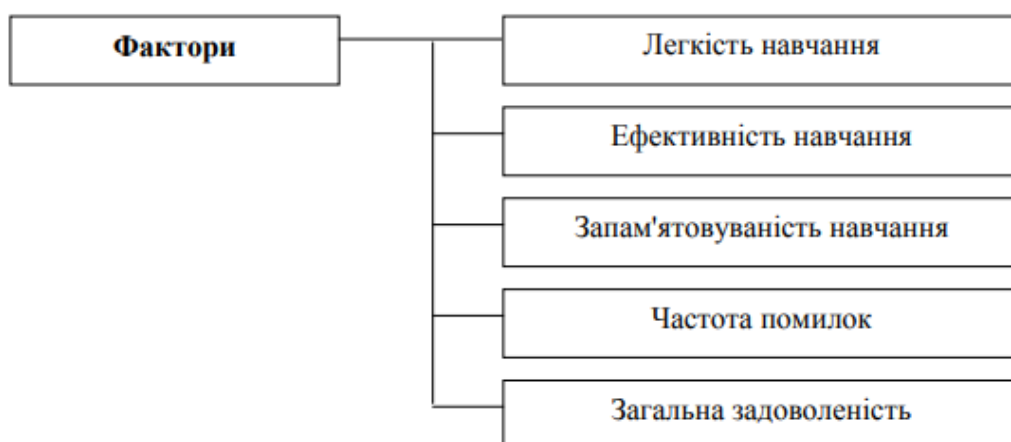 Фактори
Легкість навчання
Ефективність навчання
Запам'ятовуваність навчання
Частота помилок
Загальна задоволеність